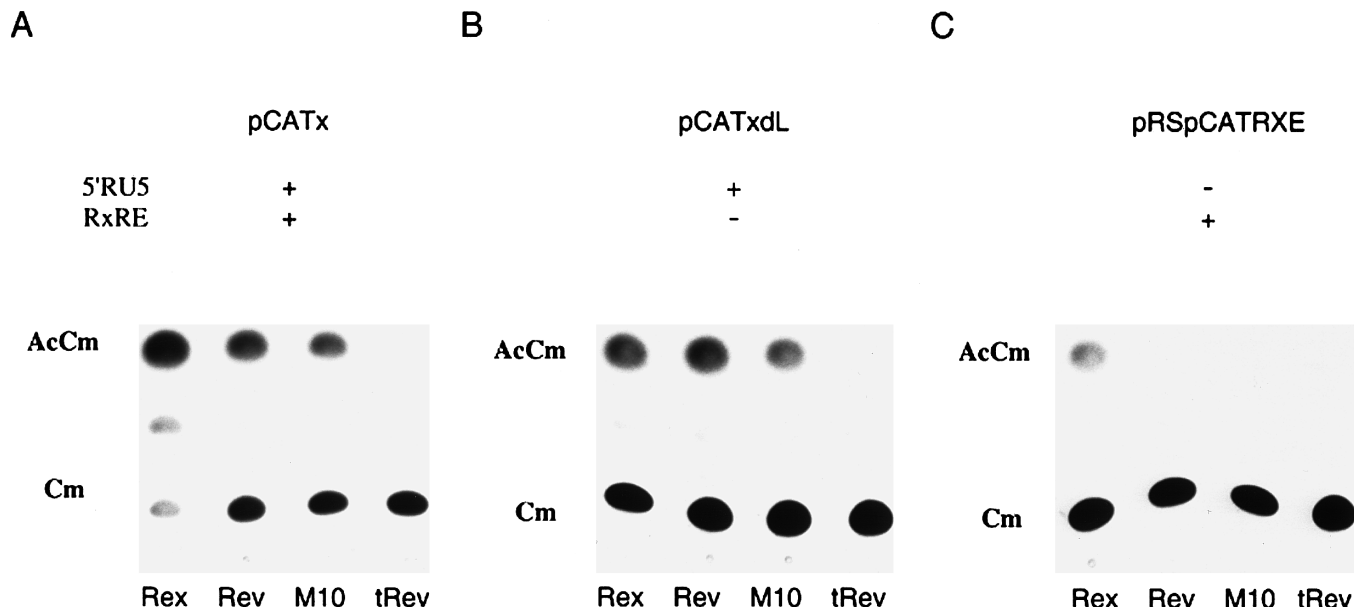 A B C
pCATx pCATxdL pRSpCATRXE
5'RU5 + + -
RxRE + - +
AcCm AcCm AcCm
Cm Cm Cm
Rex Rev M10 tRev Rex Rev M10 tRev Rex Rev M10 tRev